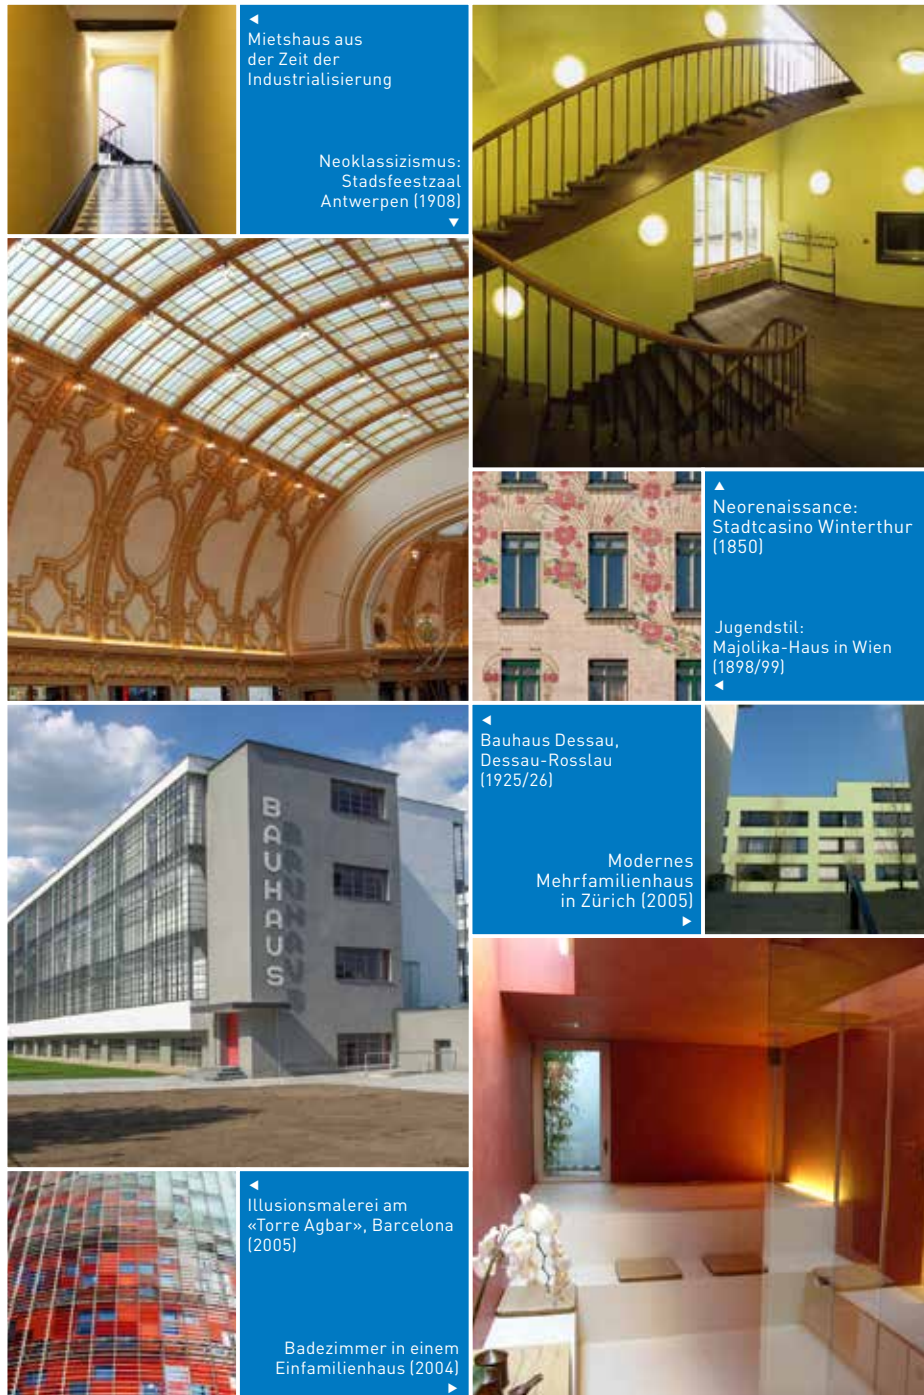 ◄
Mietshaus aus
der Zeit der
Industrialisierung
Neoklassizismus:
Stadsfeestzaal
Antwerpen (1908)
▼
▲
Neorenaissance:
Stadtcasino Winterthur
(1850)
Jugendstil:
Majolika-Haus in Wien
(1898/99)
◄
◄
Bauhaus Dessau,
Dessau-Rosslau
(1925/26)
Modernes
Mehrfamilienhaus
in Zürich (2005)
►
BAUHAUS
◄
Illusionsmalerei am
«Torre Agbar», Barcelona
(2005)
Badezimmer in einem
Einfamilienhaus (2004)
►